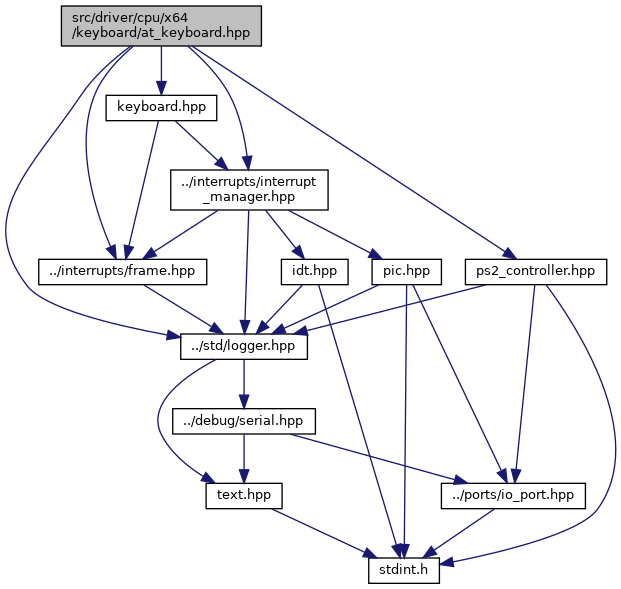 src/driver/cpu/x64
/keyboard/at_keyboard.hpp
keyboard.hpp
../interrupts/interrupt
_manager.hpp
../interrupts/frame.hpp
idt.hpp
pic.hpp
ps2_controller.hpp
../std/logger.hpp
../debug/serial.hpp
text.hpp
../ports/io_port.hpp
stdint.h